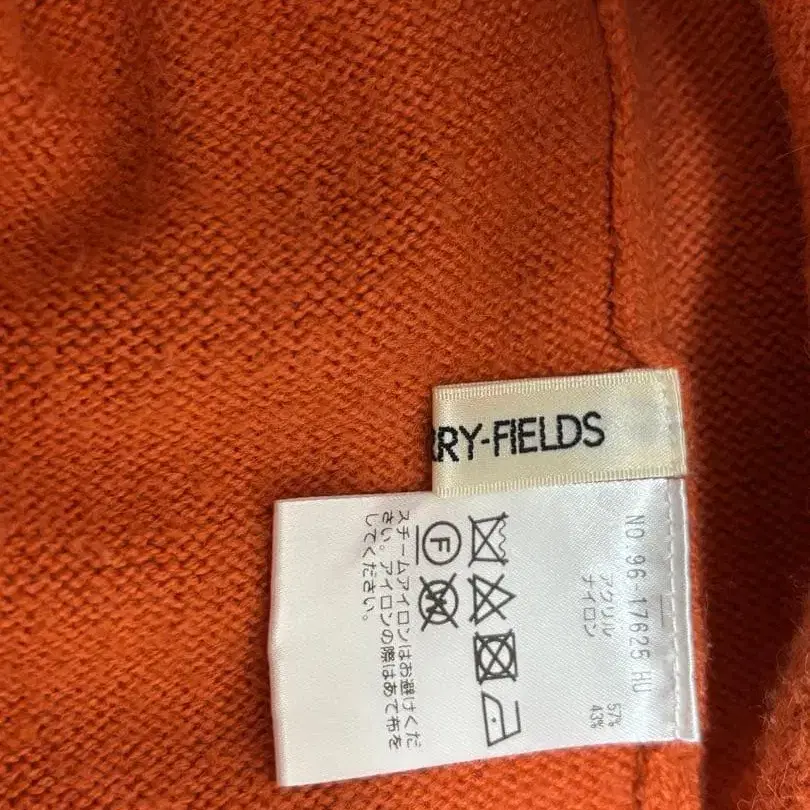 RRY-FIELDS
NO.96-17625 HU
アクリル 57%
ナイロン 43%
F
W
スチームアイロンはお避けくだ
さい。アイロンの際はあて布を
してください。